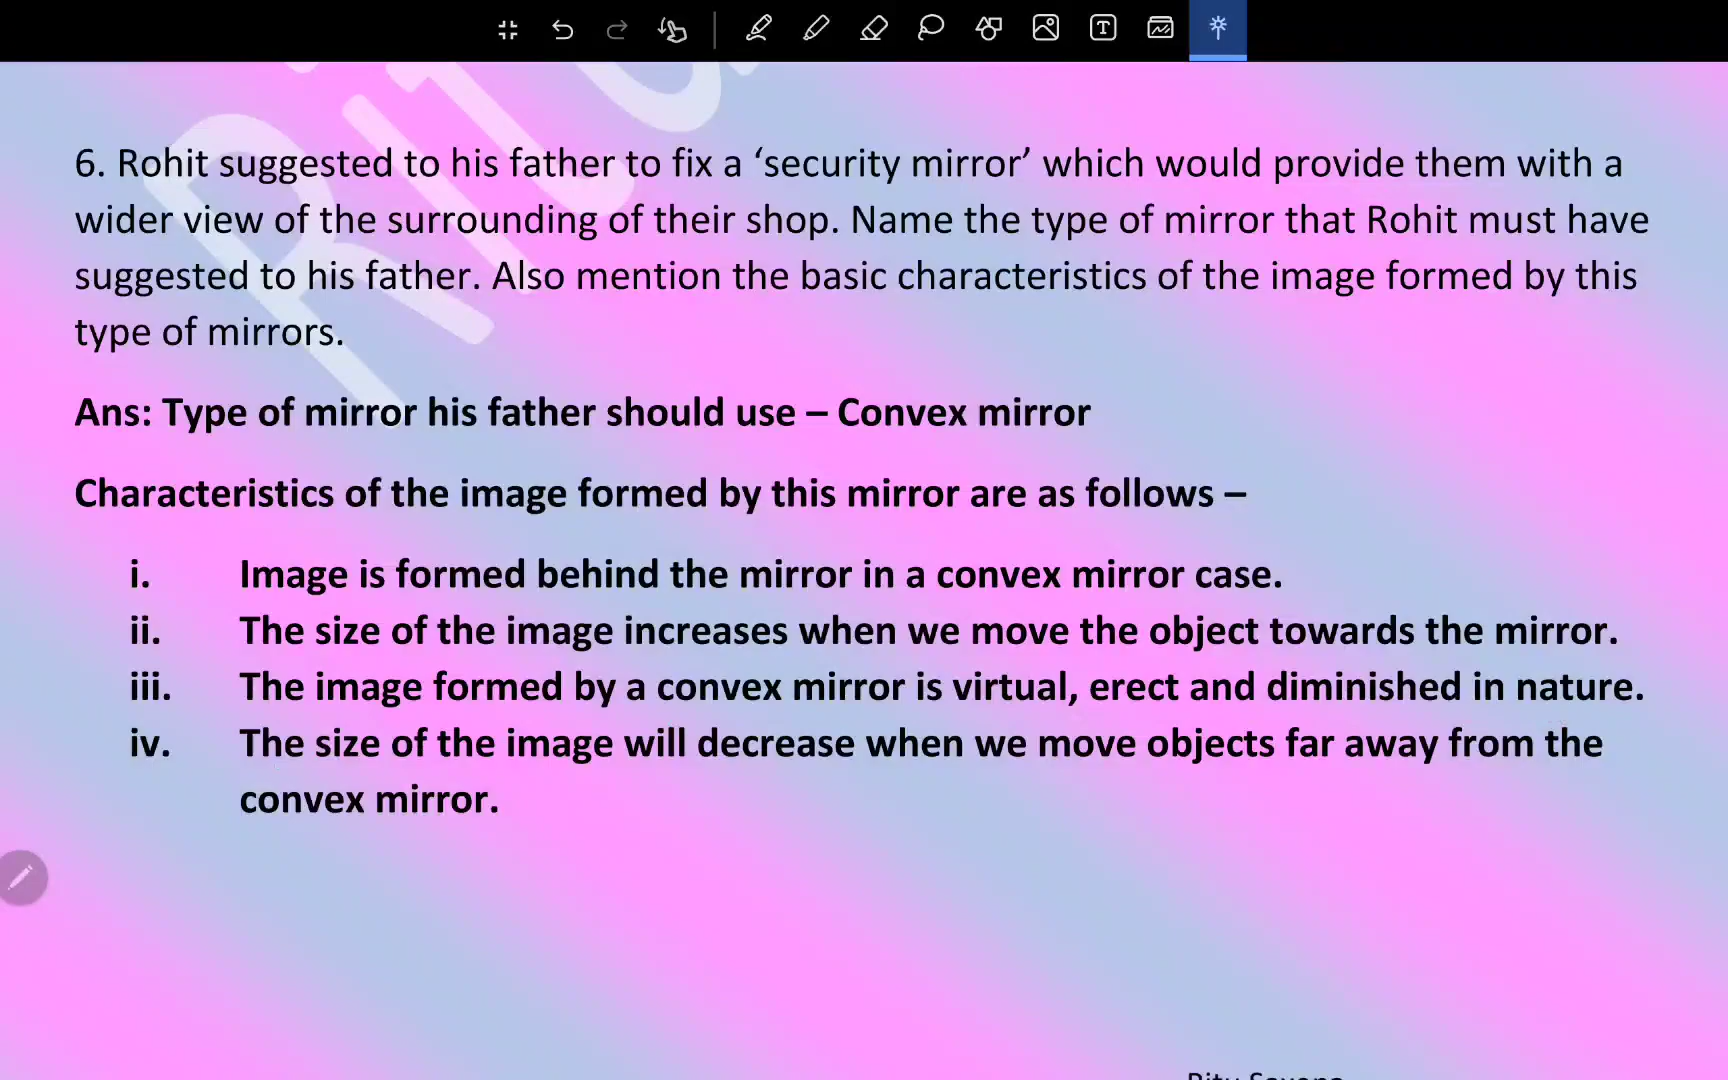 6. Rohit suggested to his father to fix a ‘security mirror’ which would provide them with a
wider view of the surrounding of their shop. Name the type of mirror that Rohit must have
suggested to his father. Also mention the basic characteristics of the image formed by this
type of mirrors.
Ans: Type of mirror his father should use – Convex mirror
Characteristics of the image formed by this mirror are as follows –
i. Image is formed behind the mirror in a convex mirror case.
ii. The size of the image increases when we move the object towards the mirror.
iii. The image formed by a convex mirror is virtual, erect and diminished in nature.
iv. The size of the image will decrease when we move objects far away from the
convex mirror.